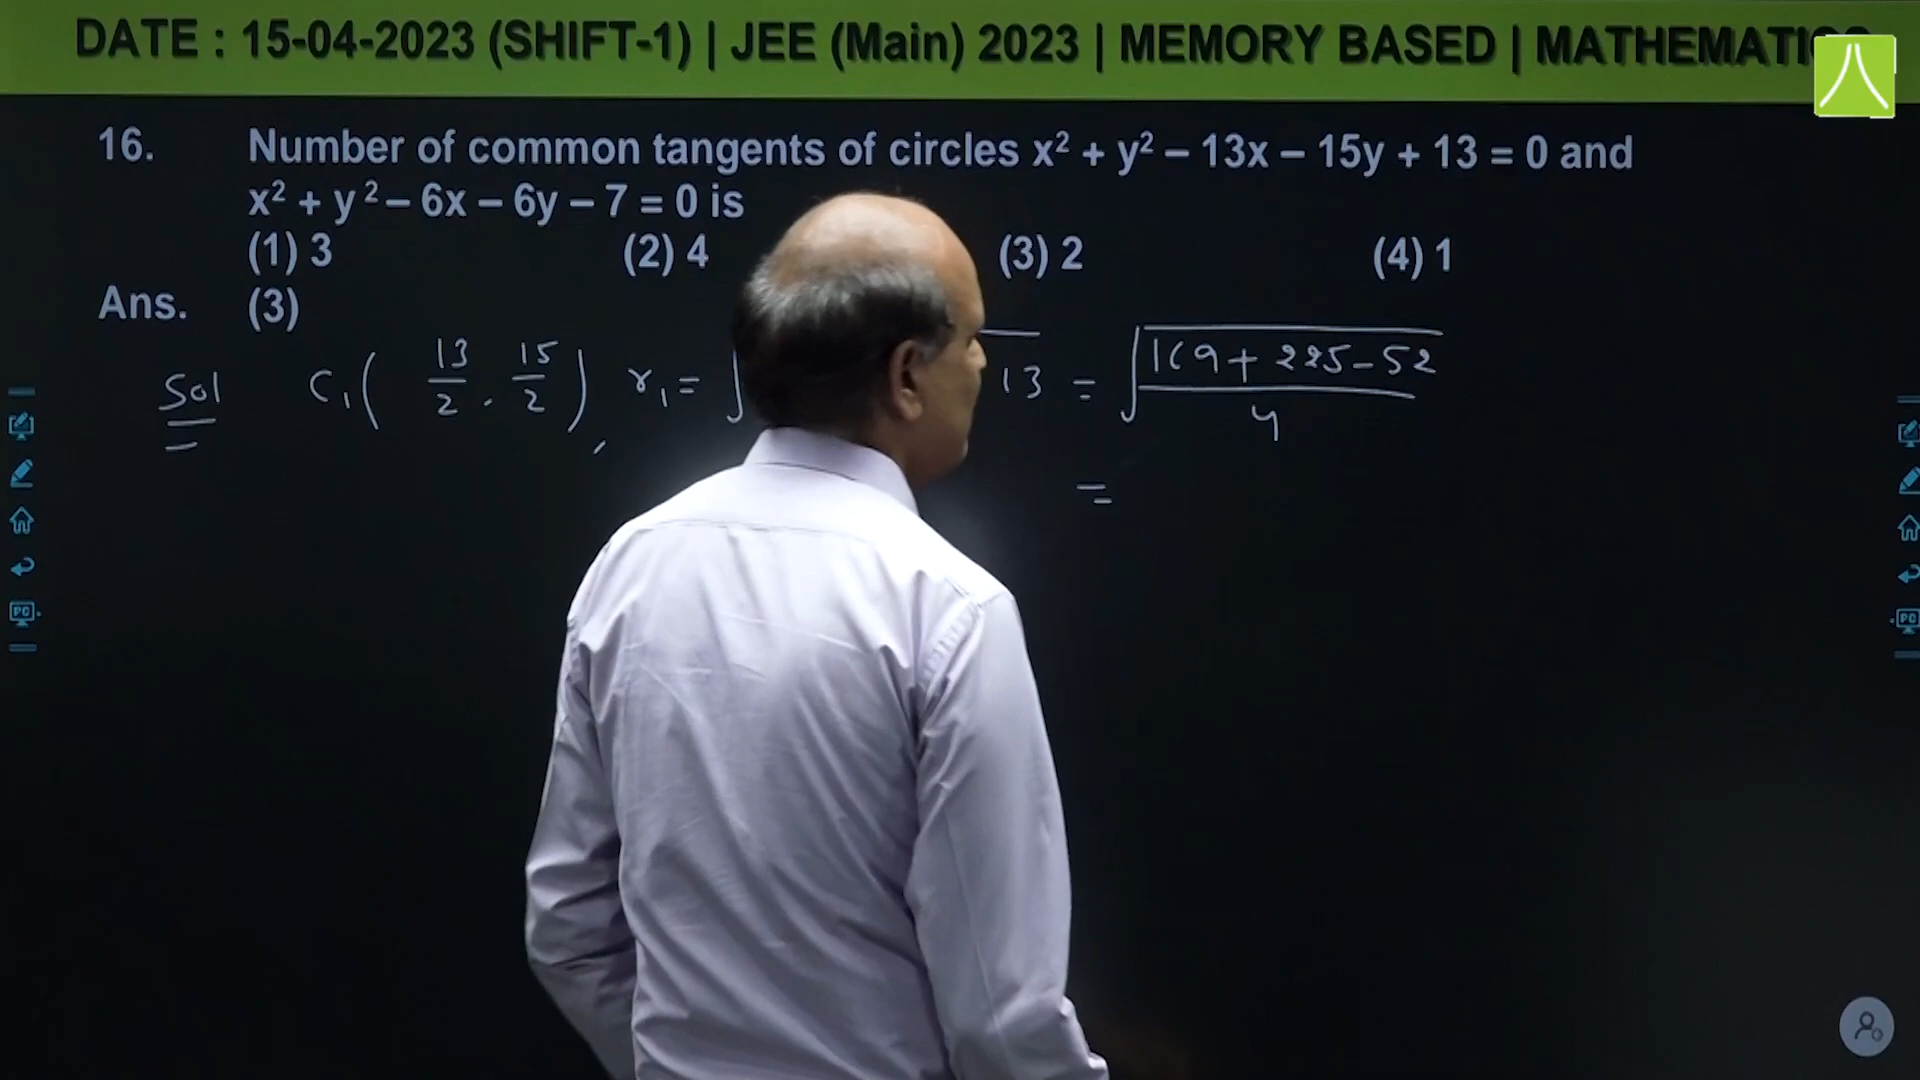 DATE : 15-04-2023 (SHIFT-1) | JEE (Main) 2023 | MEMORY BASED | MATHEMATI
16. Number of common tangents of circles x² + y² – 13x – 15y + 13 = 0 and
x² + y² – 6x – 6y – 7 = 0 is
(1) 3 (2) 4 (3) 2 (4) 1
Ans. (3)
Sol C₁( 13/2 . 15/2 ), r₁ = √ 13 = √(169 + 225 – 52)/4
=
PC
PC